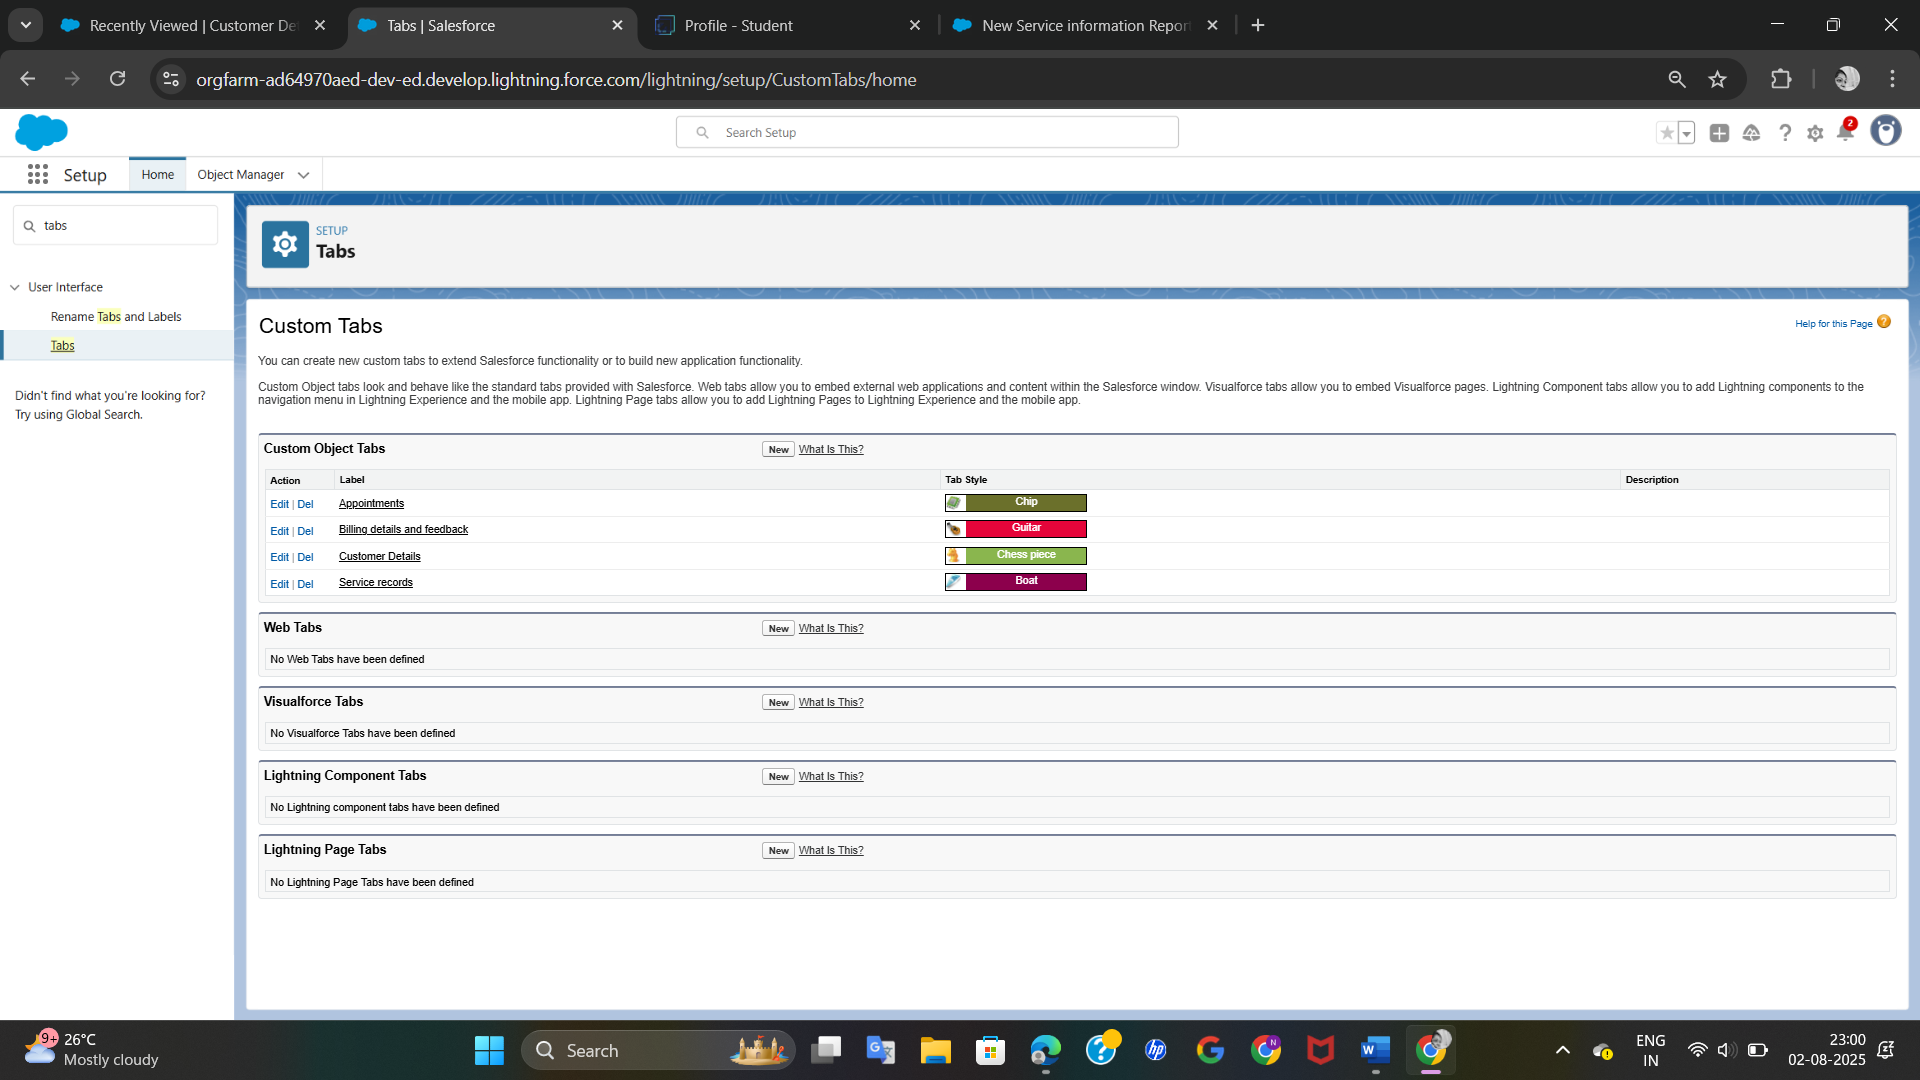 Recently Viewed | Customer De
Tabs | Salesforce
Profile - Student
New Service information Repor
orgfarm-ad64970aed-dev-ed.develop.lightning.force.com/lightning/setup/CustomTabs/home
Search Setup
2
Setup
Home
Object Manager
tabs
User Interface
Rename Tabs and Labels
Tabs
Didn't find what you're looking for?
Try using Global Search.
SETUP
Tabs
Custom Tabs
Help for this Page ?
You can create new custom tabs to extend Salesforce functionality or to build new application functionality.
Custom Object tabs look and behave like the standard tabs provided with Salesforce. Web tabs allow you to embed external web applications and content within the Salesforce window. Visualforce tabs allow you to embed Visualforce pages. Lightning Component tabs allow you to add Lightning components to the
navigation menu in Lightning Experience and the mobile app. Lightning Page tabs allow you to add Lightning Pages to Lightning Experience and the mobile app.
Custom Object Tabs New What Is This?
Action Label Tab Style Description
Edit | Del Appointments Chip
Edit | Del Billing details and feedback Guitar
Edit | Del Customer Details Chess piece
Edit | Del Service records Boat
Web Tabs New What Is This?
No Web Tabs have been defined
Visualforce Tabs New What Is This?
No Visualforce Tabs have been defined
Lightning Component Tabs New What Is This?
No Lightning component tabs have been defined
Lightning Page Tabs New What Is This?
No Lightning Page Tabs have been defined
9+
26°C
Mostly cloudy
Search
hp
N
W
ENG
IN
23:00
02-08-2025